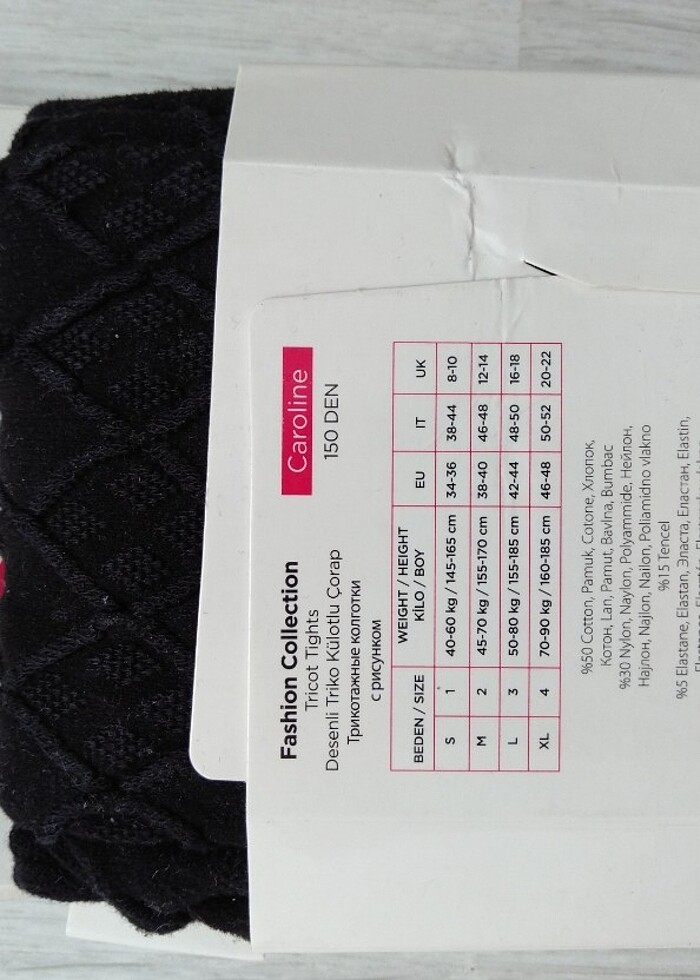 Fashion Collection
Caroline
Tricot Tights
Desenli Triko Külotlu Çorap
150 DEN
Трикотажные колготки
с рисунком
BEDEN / SIZE WEIGHT / HEIGHT KİLO / BOY EU IT UK
S 1 40-60 kg / 145-165 cm 34-36 38-44 8-10
M 2 45-70 kg / 155-170 cm 38-40 46-48 12-14
L 3 50-80 kg / 155-185 cm 42-44 48-50 16-18
XL 4 70-90 kg / 160-185 cm 46-48 50-52 20-22
%50 Cotton, Pamuk, Cotone, Хлопок,
Котон, Lan, Pamut, Bavlna, Bumbac
%30 Nylon, Naylon, Polyammide, Нейлон,
Најлон, Najlon, Nailon, Poliamidno vlakno
%15 Tencel
%5 Elastane, Elastan, Эласта, Еластан, Elastin,